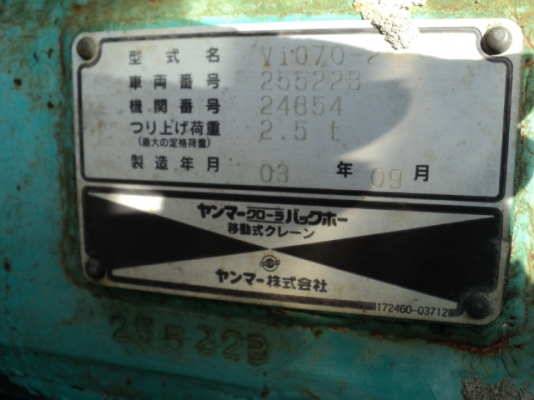 型式名 ViO70-2
車両番号 25522B
機関番号 24854
つり上げ荷重 2.5 t
(最大の定格荷重)
製造年月 03 年 09 月
ヤンマークローラバックホー
移動式クレーン
ヤンマー株式会社
172460-03712
25522B